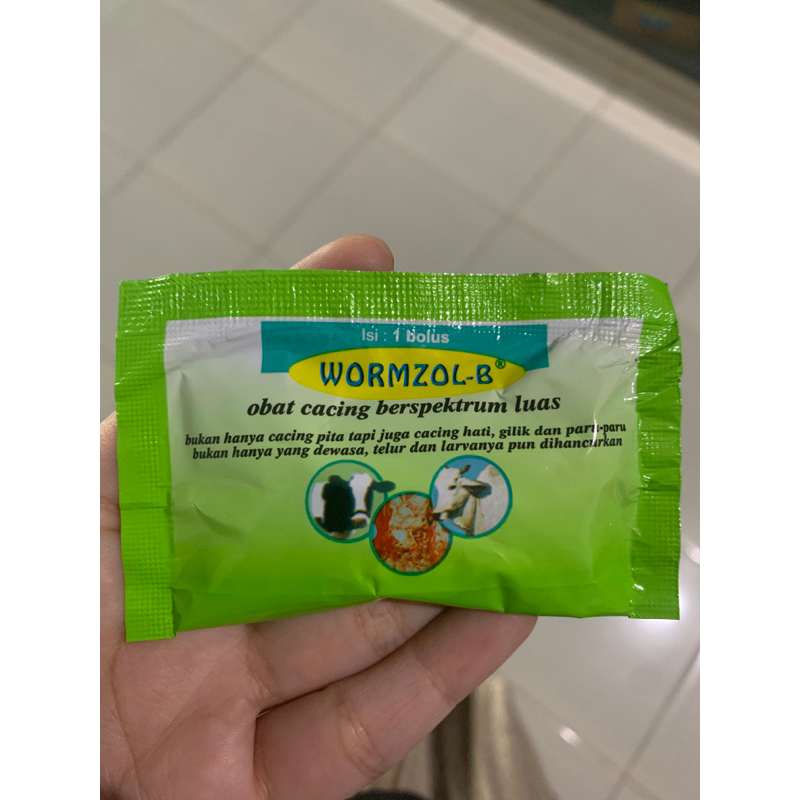 Isi : 1 bolus
WORMZOL-B®
obat cacing berspektrum luas
bukan hanya cacing pita tapi juga cacing hati, gilik dan paru-paru
bukan hanya yang dewasa, telur dan larvanya pun dihancurkan